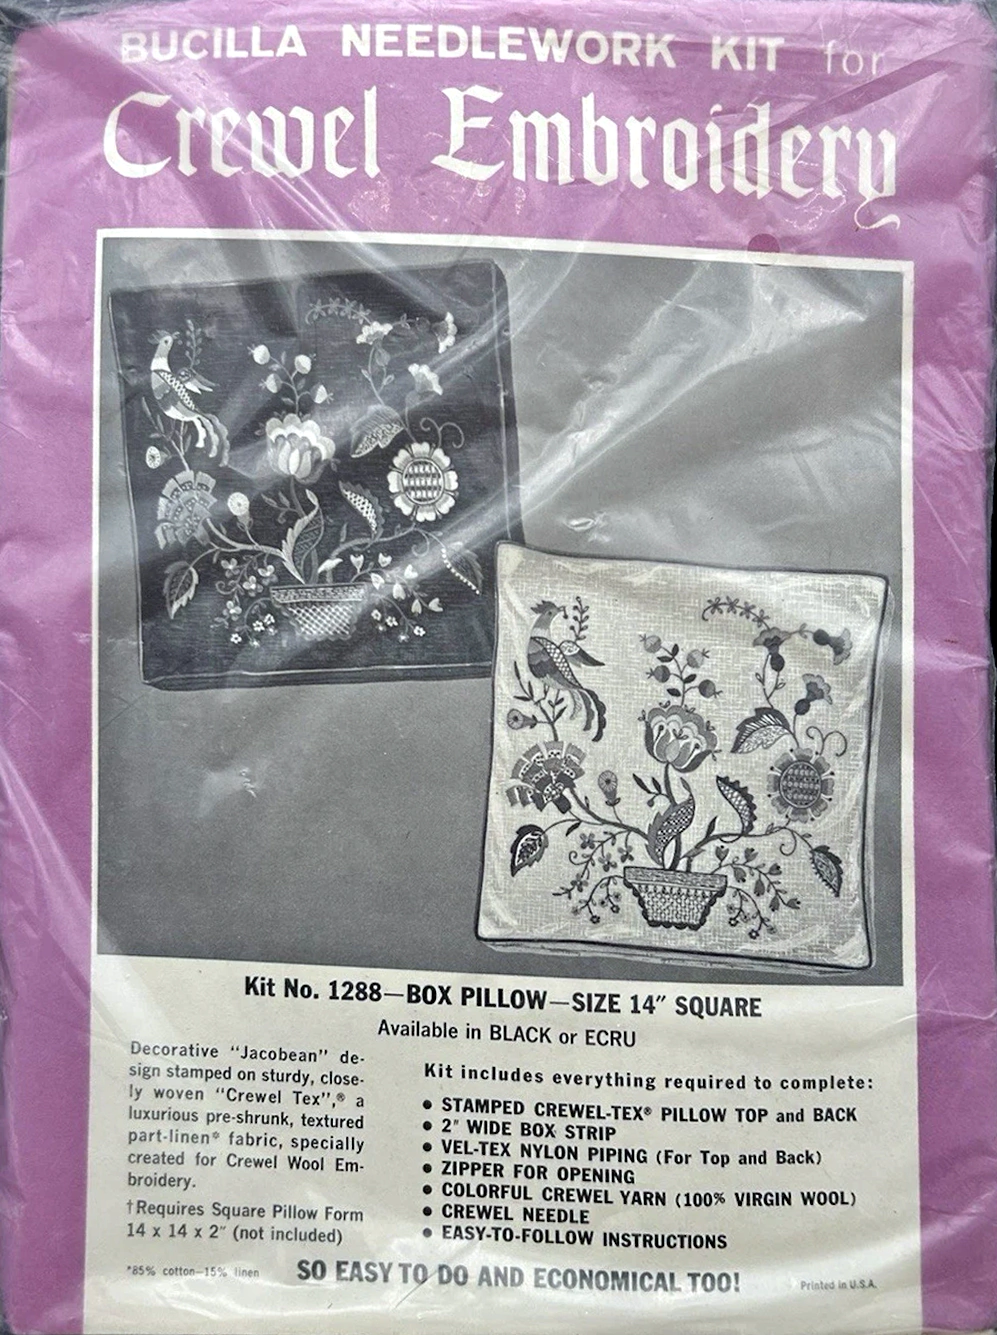 BUCILLA NEEDLEWORK KIT for
Crewel Embroidery
Kit No. 1288—BOX PILLOW—SIZE 14″ SQUARE
Available in BLACK or ECRU
Decorative “Jacobean” de-
sign stamped on sturdy, close-
ly woven “Crewel Tex”,® a
luxurious pre-shrunk, textured
part-linen* fabric, specially
created for Crewel Wool Em-
broidery.
†Requires Square Pillow Form
14 x 14 x 2″ (not included)
*85% cotton—15% linen
Kit includes everything required to complete:
• STAMPED CREWEL-TEX® PILLOW TOP and BACK
• 2″ WIDE BOX STRIP
• VEL-TEX NYLON PIPING (For Top and Back)
• ZIPPER FOR OPENING
• COLORFUL CREWEL YARN (100% VIRGIN WOOL)
• CREWEL NEEDLE
• EASY-TO-FOLLOW INSTRUCTIONS
SO EASY TO DO AND ECONOMICAL TOO!
Printed in U.S.A.